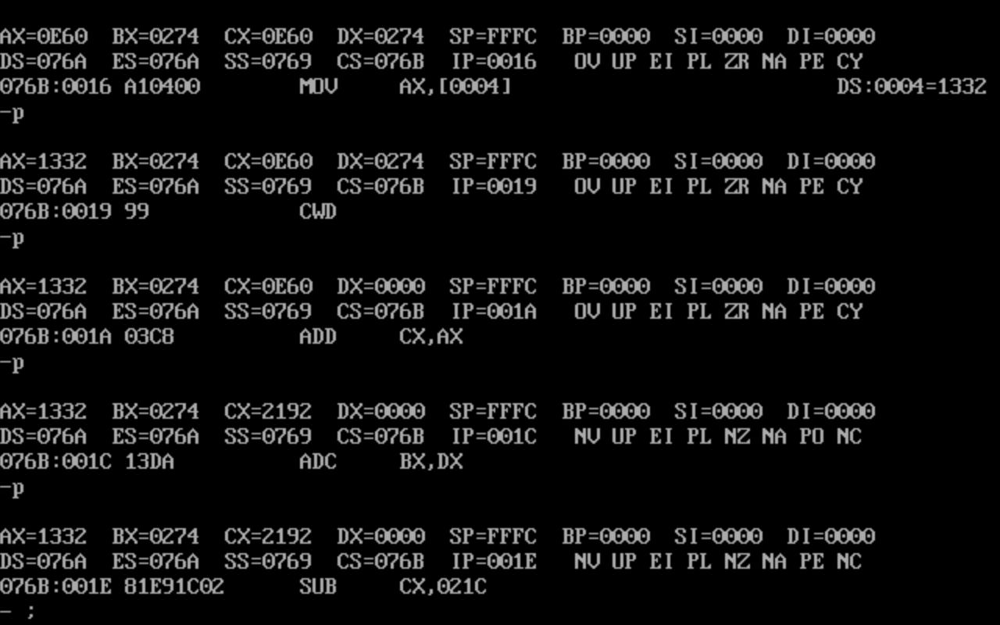 AX=0E60  BX=0274  CX=0E60  DX=0274  SP=FFFC  BP=0000  SI=0000  DI=0000
DS=076A  ES=076A  SS=0769  CS=076B  IP=0016   OV UP EI PL ZR NA PE CY
076B:0016 A10400        MOV     AX,[0004]                          DS:0004=1332
-p
AX=1332  BX=0274  CX=0E60  DX=0274  SP=FFFC  BP=0000  SI=0000  DI=0000
DS=076A  ES=076A  SS=0769  CS=076B  IP=0019   OV UP EI PL ZR NA PE CY
076B:0019 99            CWD
-p
AX=1332  BX=0274  CX=0E60  DX=0000  SP=FFFC  BP=0000  SI=0000  DI=0000
DS=076A  ES=076A  SS=0769  CS=076B  IP=001A   OV UP EI PL ZR NA PE CY
076B:001A 03C8          ADD     CX,AX
-p
AX=1332  BX=0274  CX=2192  DX=0000  SP=FFFC  BP=0000  SI=0000  DI=0000
DS=076A  ES=076A  SS=0769  CS=076B  IP=001C   NV UP EI PL NZ NA PO NC
076B:001C 13DA          ADC     BX,DX
-p
AX=1332  BX=0274  CX=2192  DX=0000  SP=FFFC  BP=0000  SI=0000  DI=0000
DS=076A  ES=076A  SS=0769  CS=076B  IP=001E   NV UP EI PL NZ NA PE NC
076B:001E 81E91C02      SUB     CX,021C
- ;